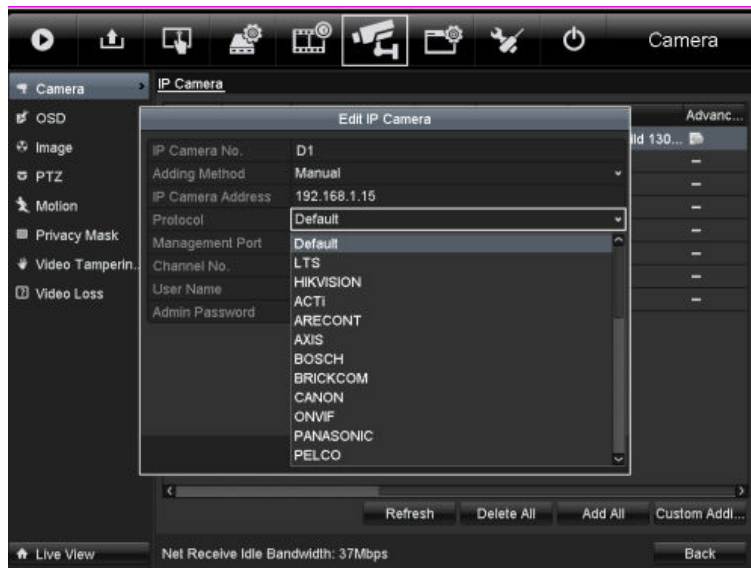 Camera
Camera
OSD
Image
PTZ
Motion
Privacy Mask
Video Tamperin..
Video Loss
Live View
IP Camera
Advanc...
ild 130...
Edit IP Camera
IP Camera No. D1
Adding Method Manual
IP Camera Address 192.168.1.15
Protocol Default
Management Port
Channel No.
User Name
Admin Password
Default
LTS
HIKVISION
ACTi
ARECONT
AXIS
BOSCH
BRICKCOM
CANON
ONVIF
PANASONIC
PELCO
Refresh Delete All Add All Custom Addi...
Net Receive Idle Bandwidth: 37Mbps
Back